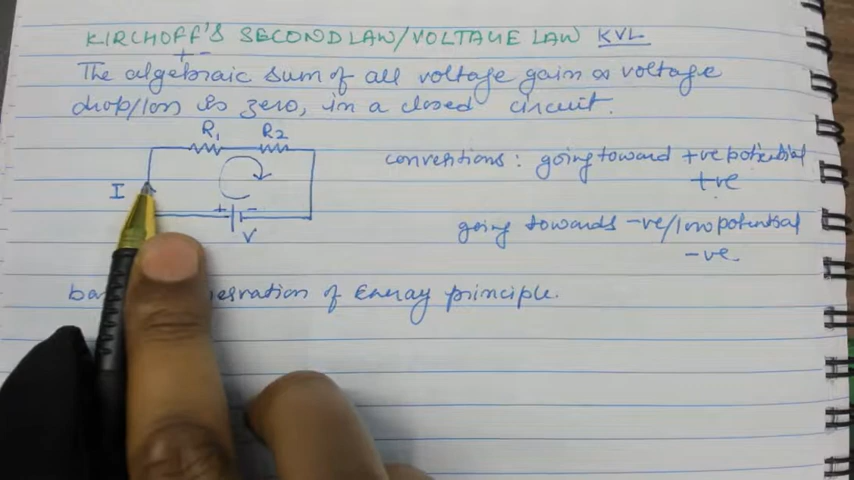 KIRCHOFF'S SECOND LAW/VOLTAGE LAW KVL
+ -
The algebraic sum of all voltage gain or voltage
drop/loss is zero, in a closed circuit.
R1 R2
conventions: going toward +ve potential
+ve
I
+ -
V
going towards -ve/low potential
-ve
of Energy principle.